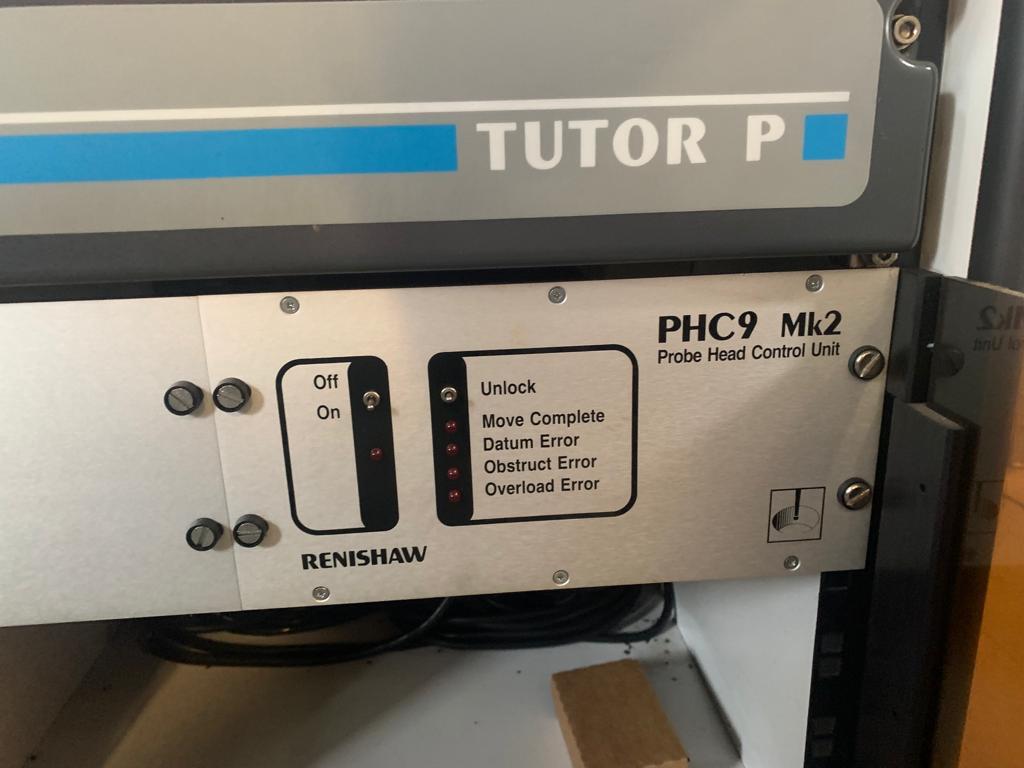 TUTOR P
PHC9 Mk2
Probe Head Control Unit
Off
On
Unlock
Move Complete
Datum Error
Obstruct Error
Overload Error
RENISHAW